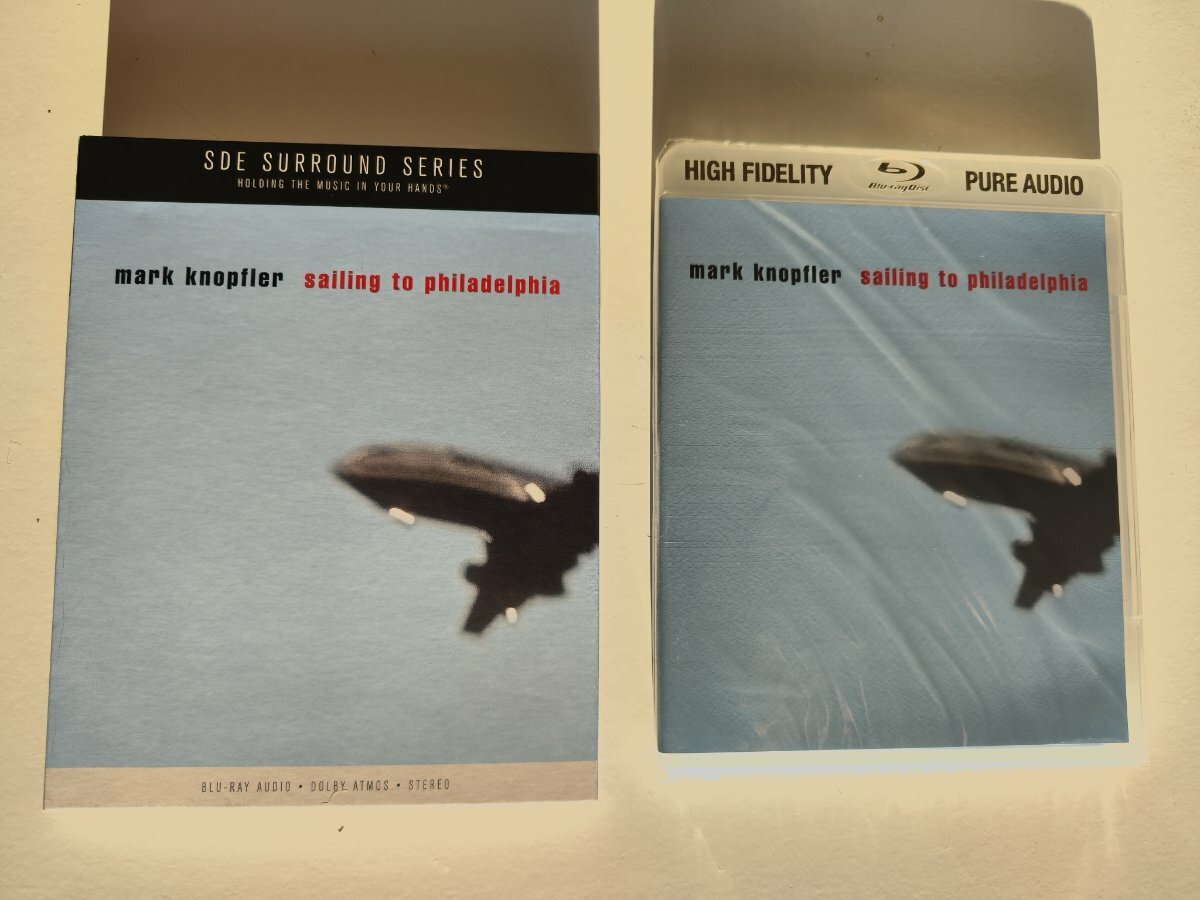 SDE SURROUND SERIES
HOLDING THE MUSIC IN YOUR HANDS®
mark knopfler sailing to philadelphia
BLU-RAY AUDIO • DOLBY ATMOS • STEREO
HIGH FIDELITY Blu-ray Disc PURE AUDIO
mark knopfler sailing to philadelphia